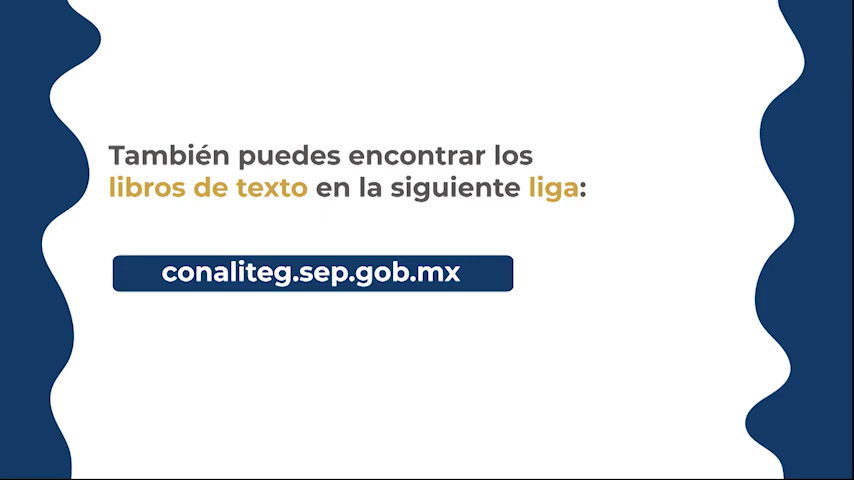 También puedes encontrar los
libros de texto en la siguiente liga:
conaliteg.sep.gob.mx